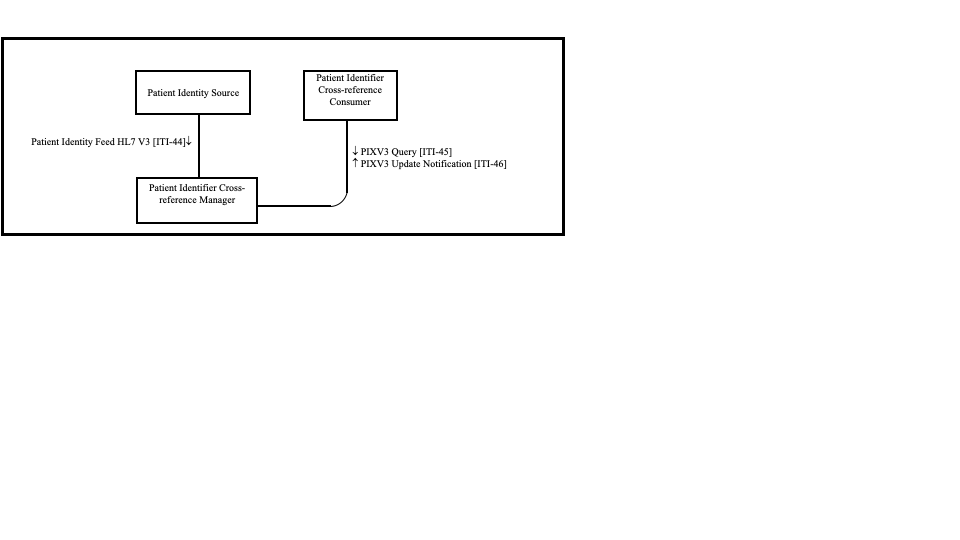 Patient Identity Source
Patient Identifier
Cross-reference
Consumer
Patient Identity Feed HL7 V3 [ITI-44]↓
↓ PIXV3 Query [ITI-45]
↑ PIXV3 Update Notification [ITI-46]
Patient Identifier Cross-
reference Manager